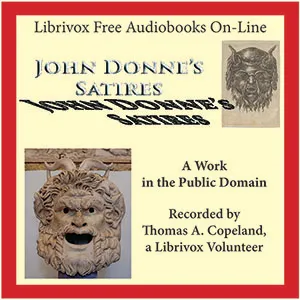 Librivox Free Audiobooks On-Line
JOHN DONNE'S
SATIRES
JOHN DONNE'S
SATIRES
A Work
in the Public Domain
Recorded by
Thomas A. Copeland,
a Librivox Volunteer